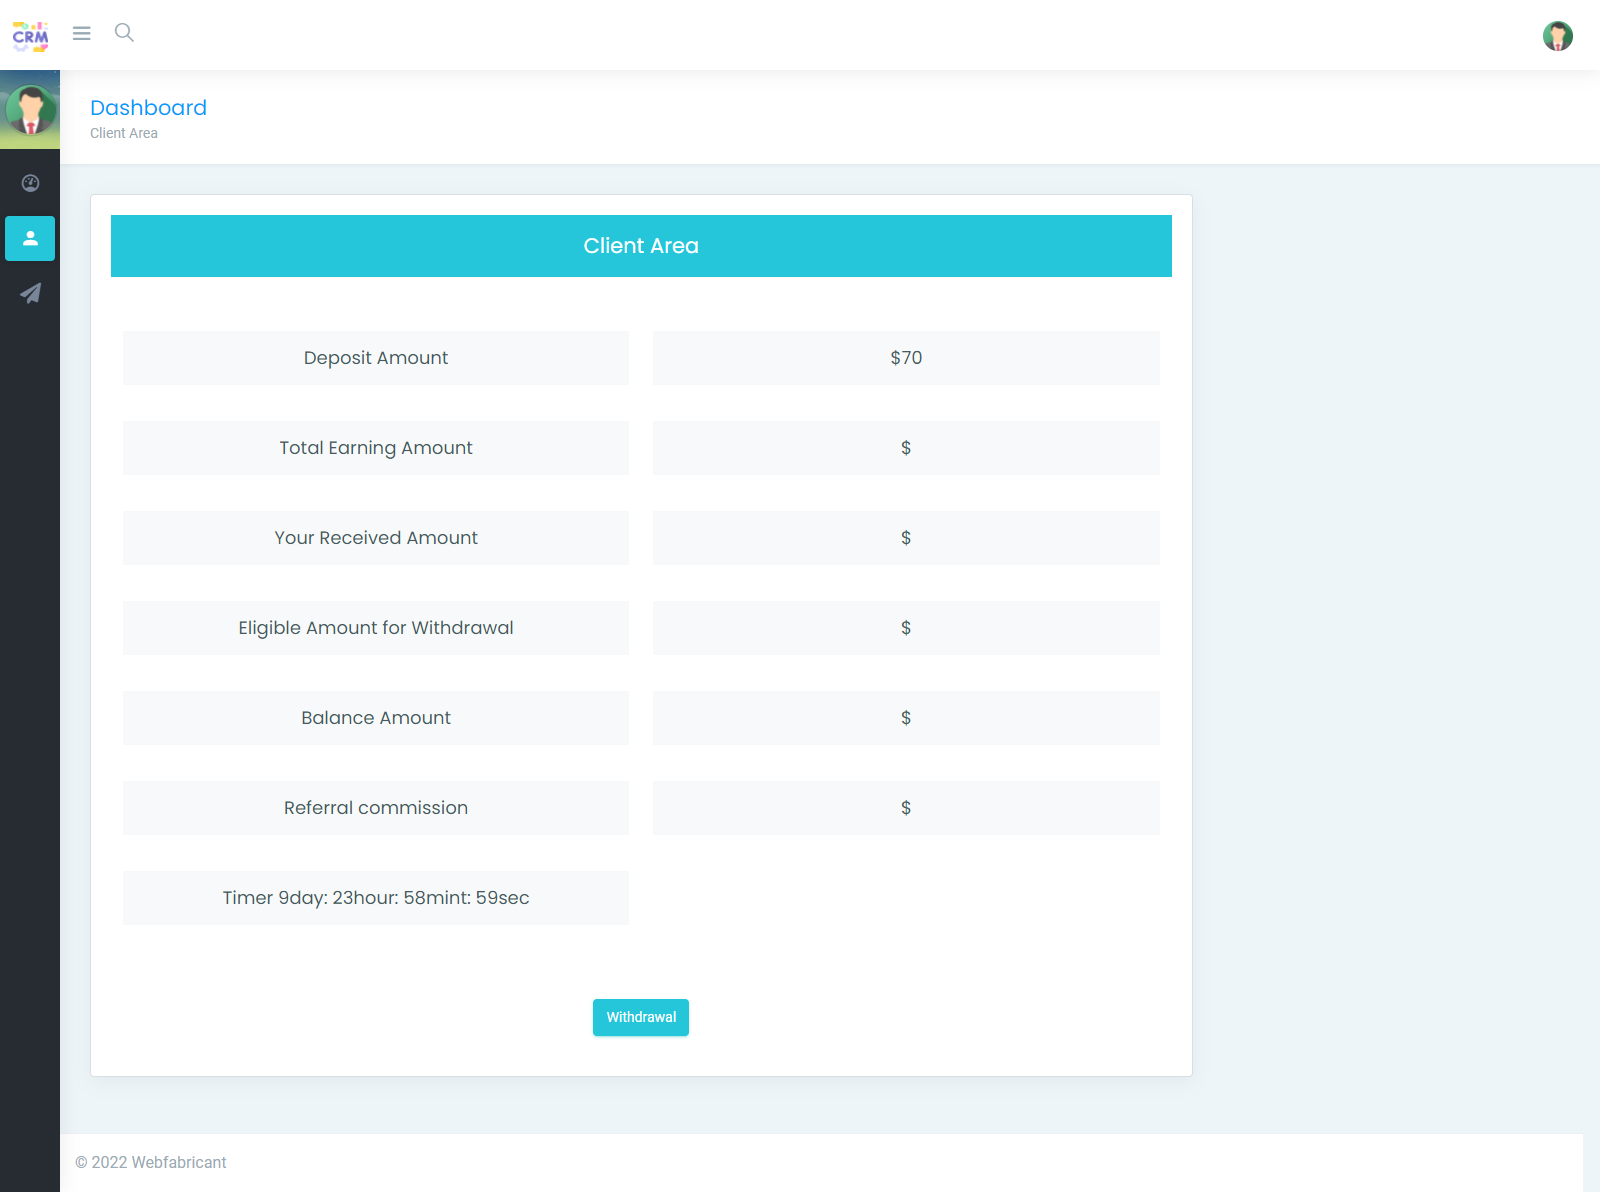 CRM
Dashboard
Client Area
Client Area
Deposit Amount
$70
Total Earning Amount
$
Your Received Amount
$
Eligible Amount for Withdrawal
$
Balance Amount
$
Referral commission
$
Timer 9day: 23hour: 58mint: 59sec
Withdrawal
© 2022 Webfabricant